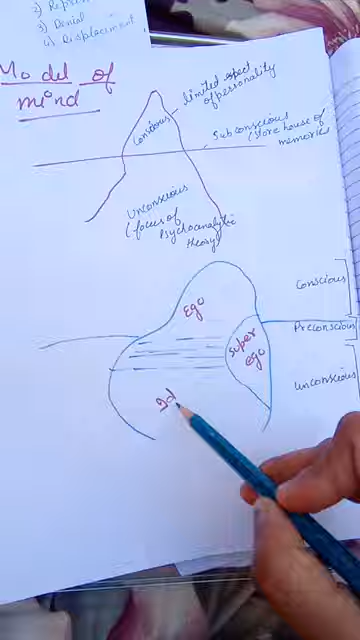 2) Repres
3) Denial
4) Displacement
Model of
mind
limited aspect
of personality
Conscious
Subconscious
(store house of
memories
Unconscious
(focus of
Psychoanalytic
theory)
Conscious
Ego
Preconscious
Super
ego
Unconscious
Id